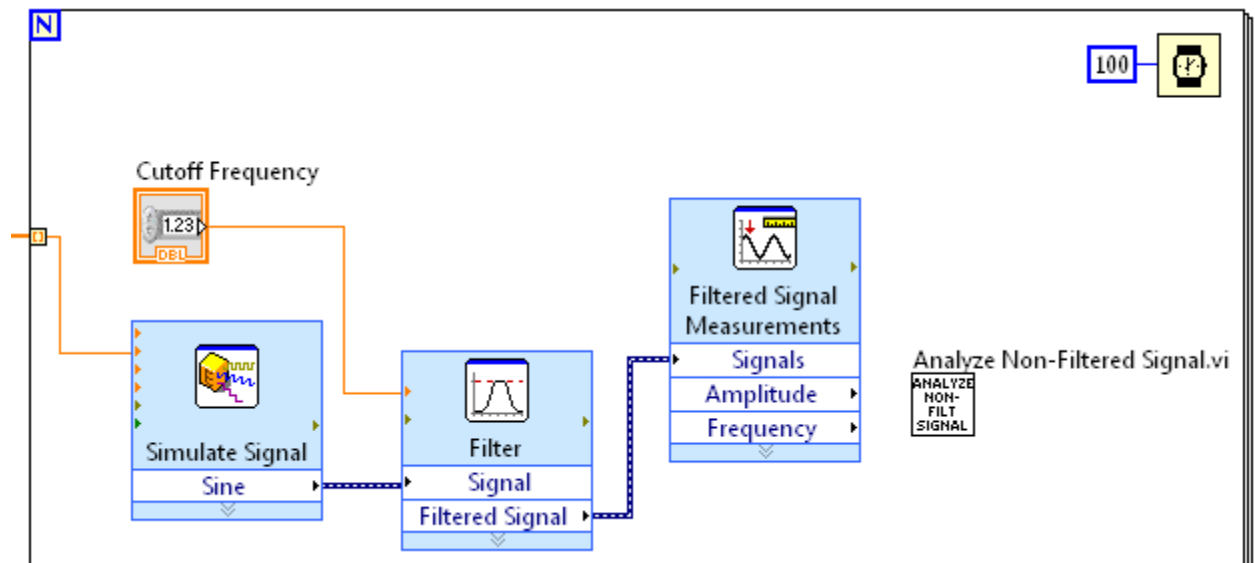 N
100
Cutoff Frequency
1.23
DBL
Filtered Signal
Measurements
Signals
Amplitude
Frequency
Analyze Non-Filtered Signal.vi
ANALYZE
NON-
FILT
SIGNAL
Simulate Signal
Sine
Filter
Signal
Filtered Signal